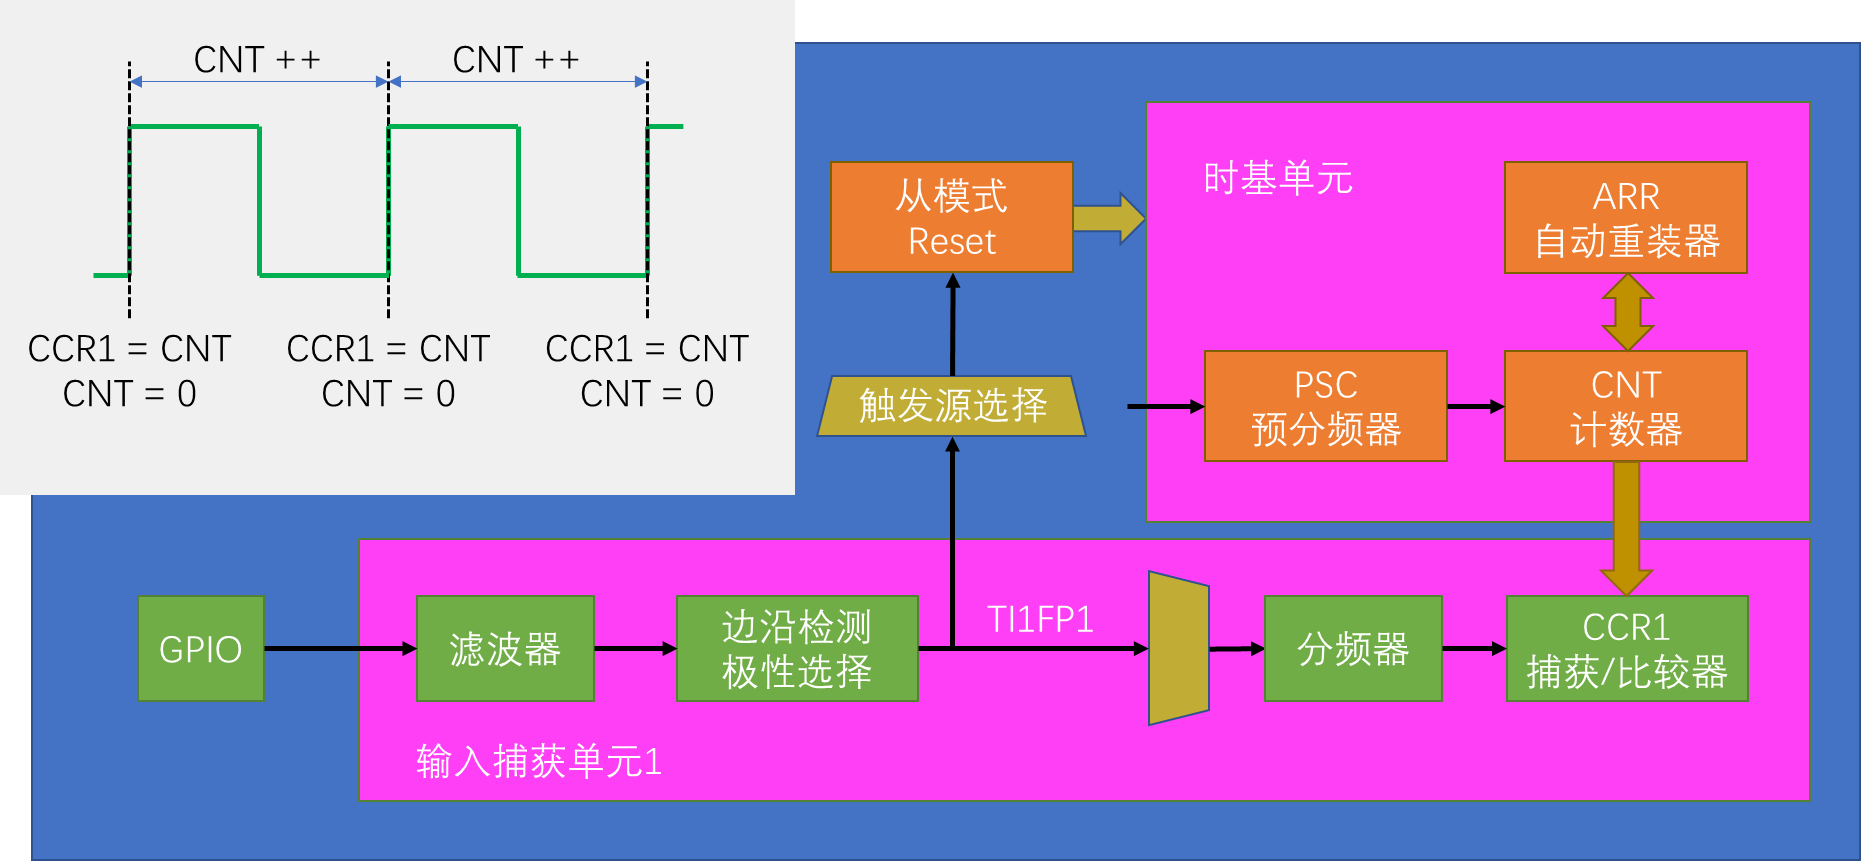 CNT ++
CNT ++
CCR1 = CNT
CNT = 0
CCR1 = CNT
CNT = 0
CCR1 = CNT
CNT = 0
从模式
Reset
时基单元
ARR
自动重装器
触发源选择
PSC
预分频器
CNT
计数器
GPIO
滤波器
边沿检测
极性选择
TI1FP1
分频器
CCR1
捕获/比较器
输入捕获单元1